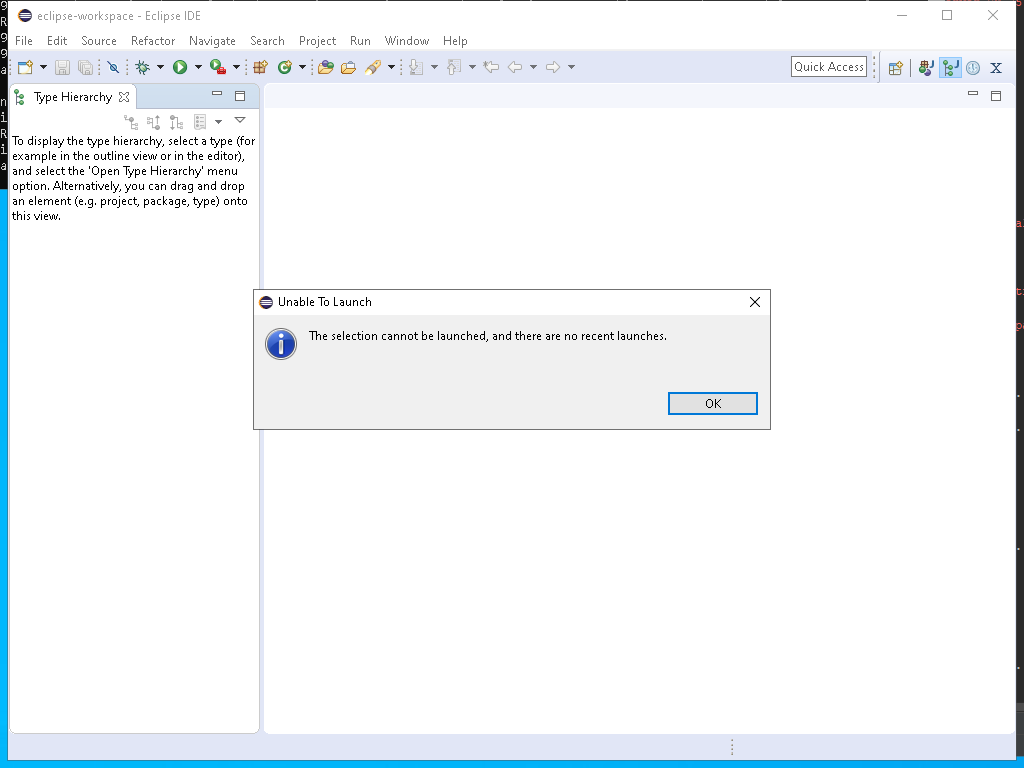 eclipse-workspace - Eclipse IDE
File Edit Source Refactor Navigate Search Project Run Window Help
Quick Access
Type Hierarchy
To display the type hierarchy, select a type (for
example in the outline view or in the editor),
and select the 'Open Type Hierarchy' menu
option. Alternatively, you can drag and drop
an element (e.g. project, package, type) onto
this view.
Unable To Launch
The selection cannot be launched, and there are no recent launches.
OK